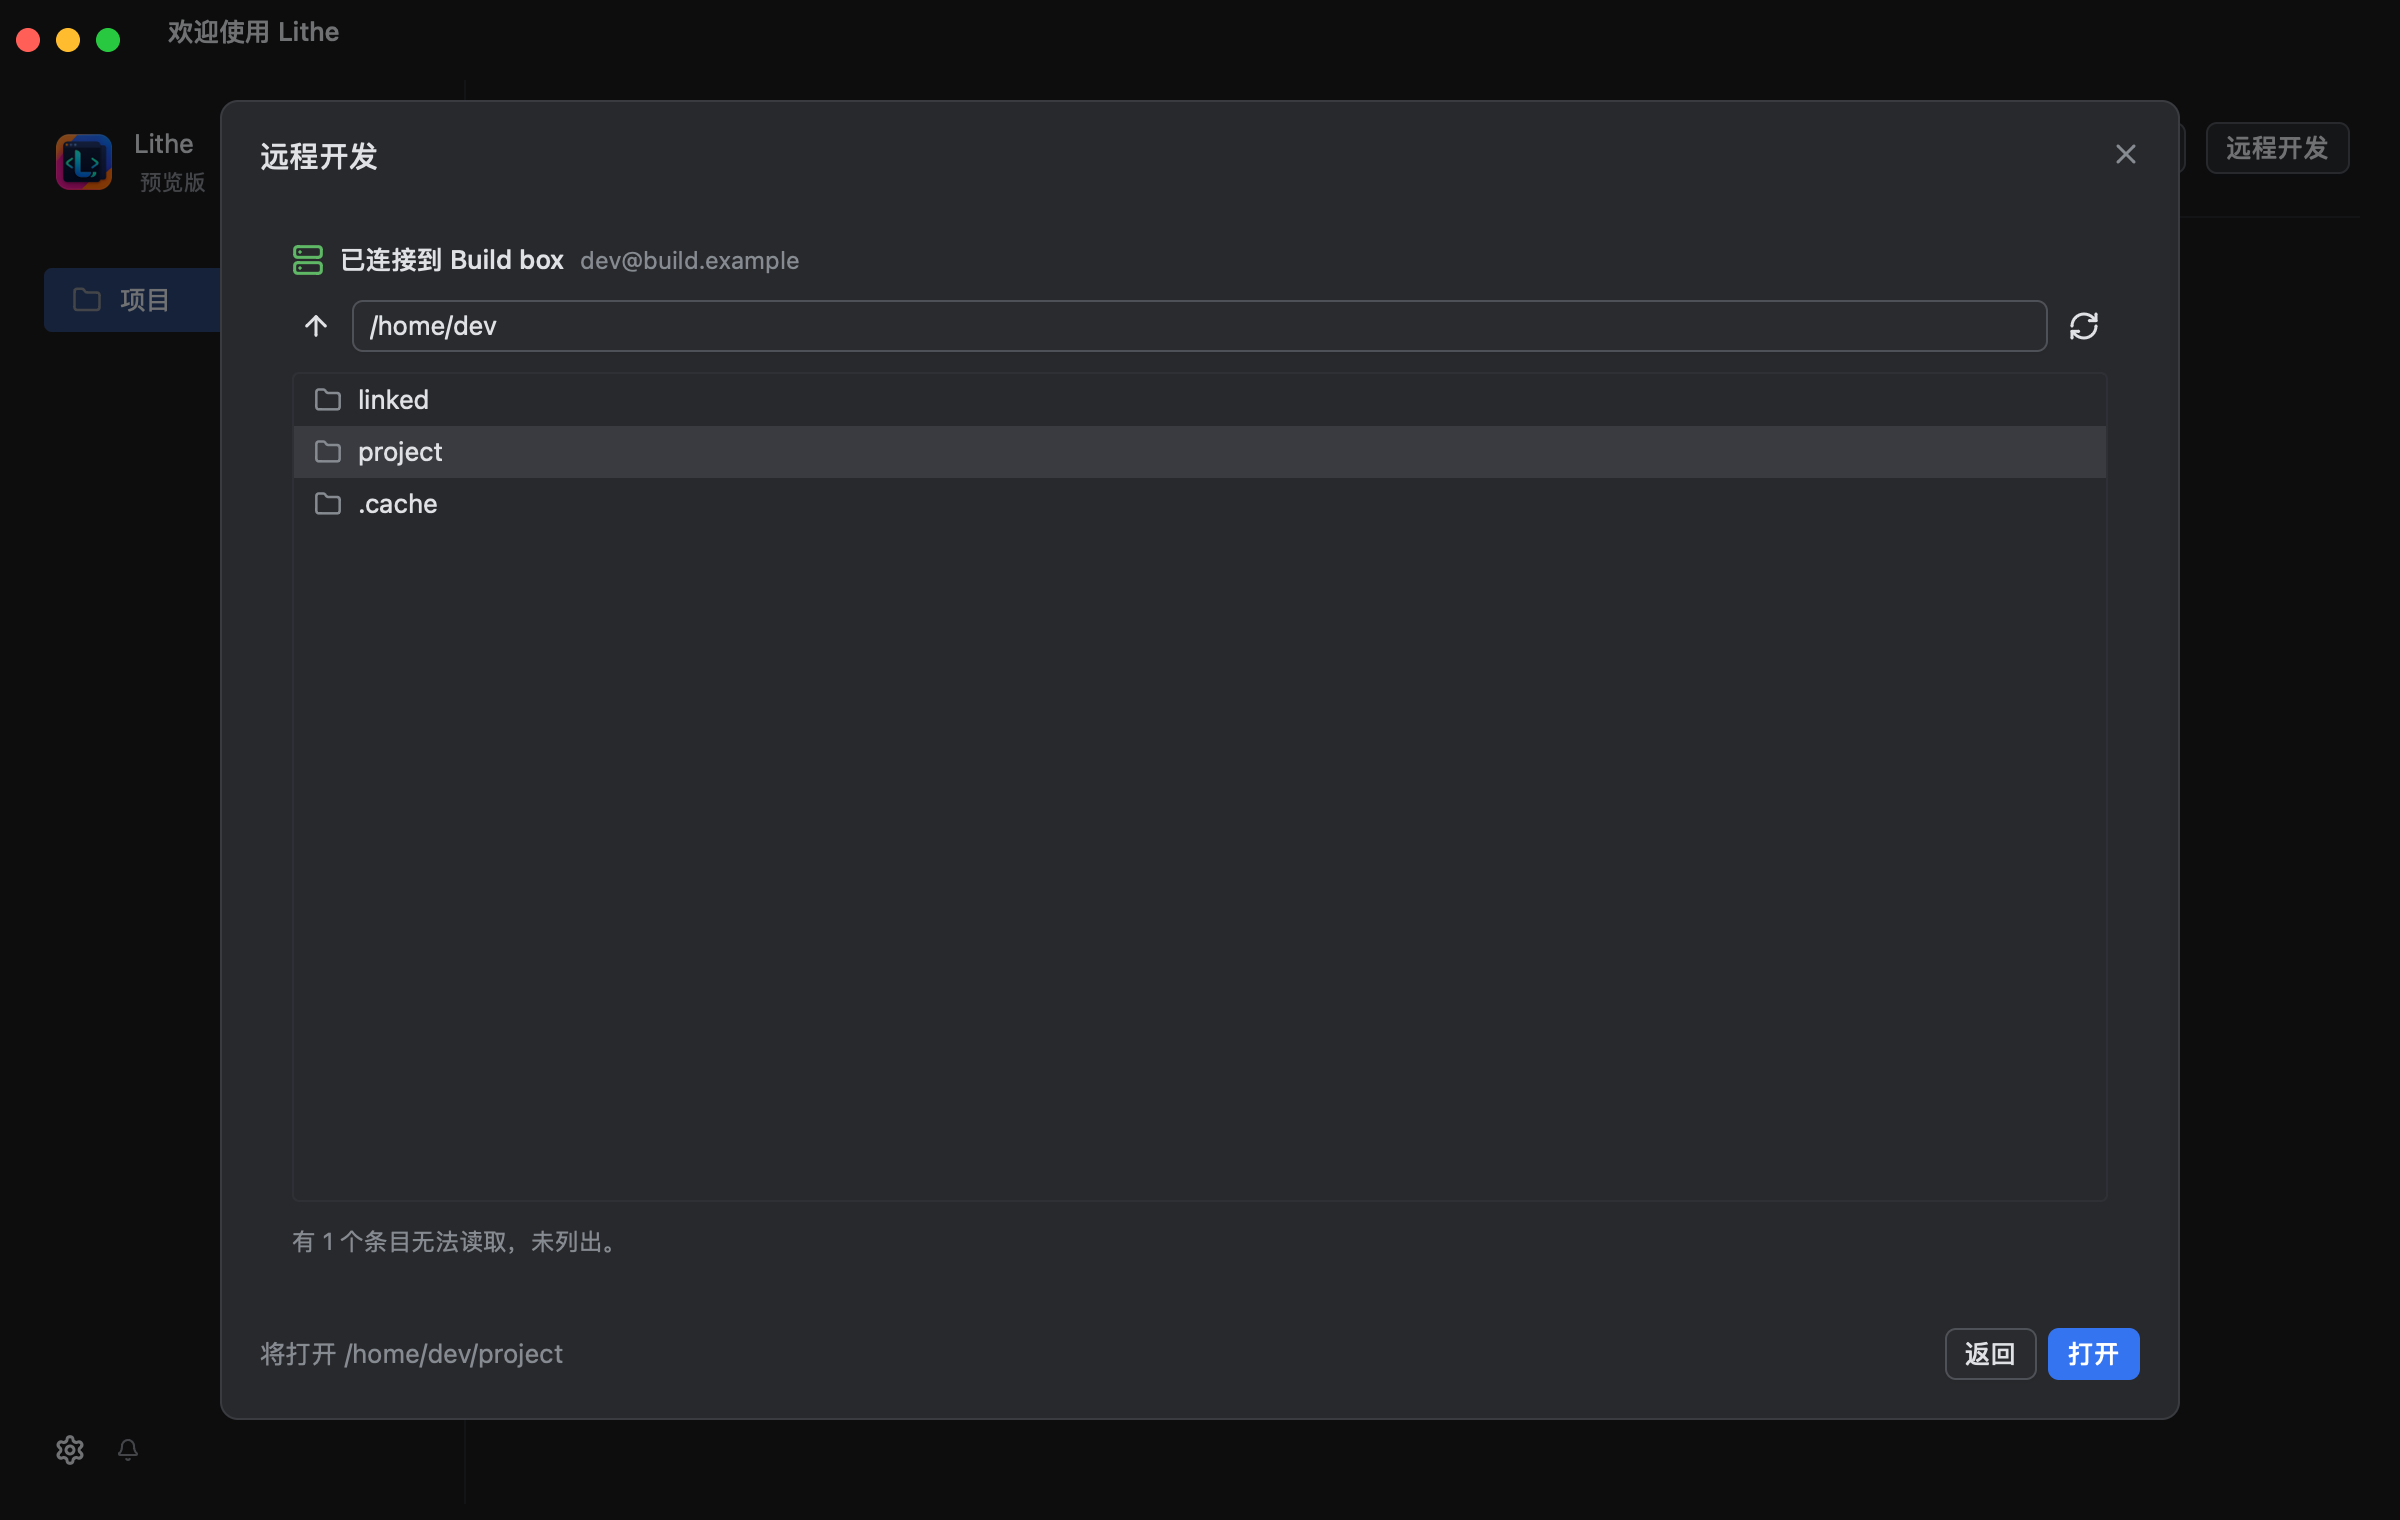 欢迎使用 Lithe
Lithe
预览版
远程开发
项目
远程开发
已连接到 Build box dev@build.example
/home/dev
linked
project
.cache
有 1 个条目无法读取，未列出。
将打开 /home/dev/project
返回
打开